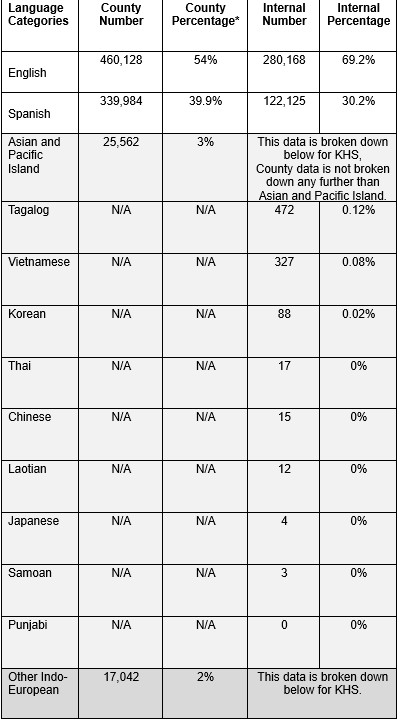 Language Categories County Number County Percentage* Internal Number Internal Percentage
English 460,128 54% 280,168 69.2%
Spanish 339,984 39.9% 122,125 30.2%
Asian and Pacific Island 25,562 3% This data is broken down below for KHS, County data is not broken down any further than Asian and Pacific Island.
Tagalog N/A N/A 472 0.12%
Vietnamese N/A N/A 327 0.08%
Korean N/A N/A 88 0.02%
Thai N/A N/A 17 0%
Chinese N/A N/A 15 0%
Laotian N/A N/A 12 0%
Japanese N/A N/A 4 0%
Samoan N/A N/A 3 0%
Punjabi N/A N/A 0 0%
Other Indo-European 17,042 2% This data is broken down below for KHS.